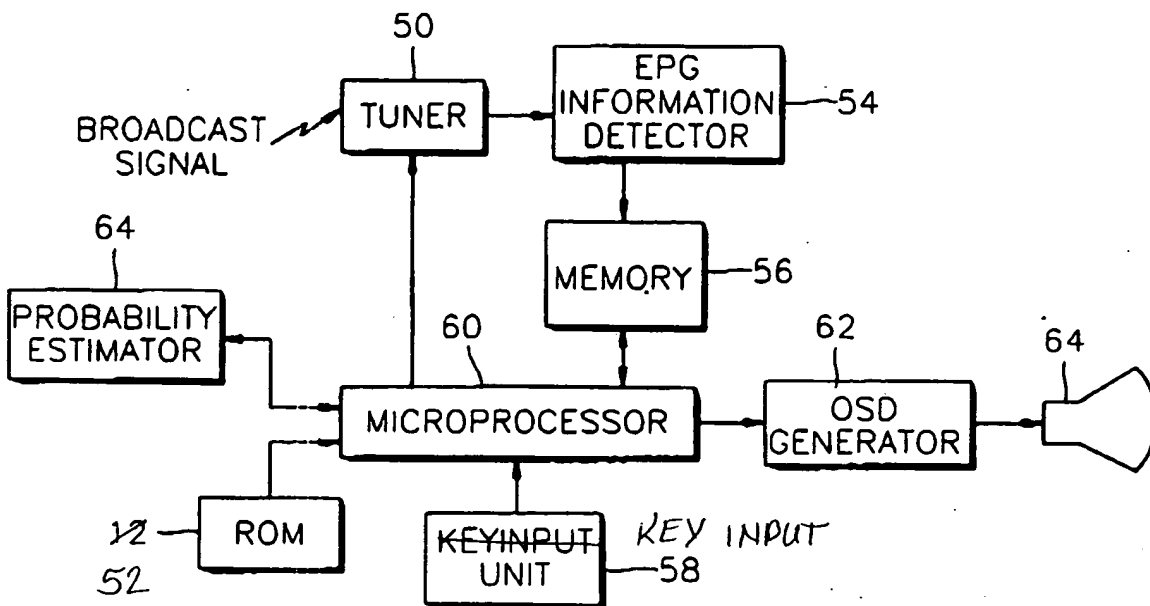 50
TUNER
BROADCAST
SIGNAL
EPG
INFORMATION
DETECTOR
54
64
PROBABILITY
ESTIMATOR
MEMORY
56
60
MICROPROCESSOR
62
OSD
GENERATOR
64
12
52
ROM
KEYINPUT
UNIT
KEY INPUT
58